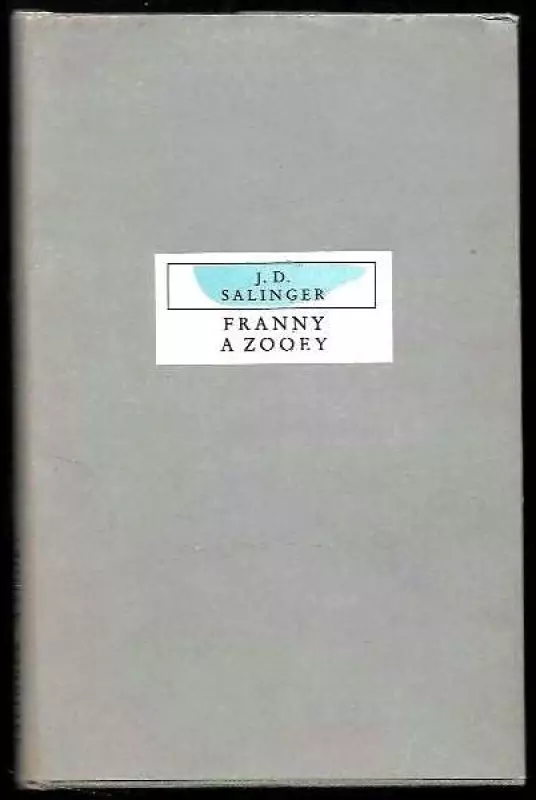 J. D.
SALINGER
FRANNY
A ZOOEY